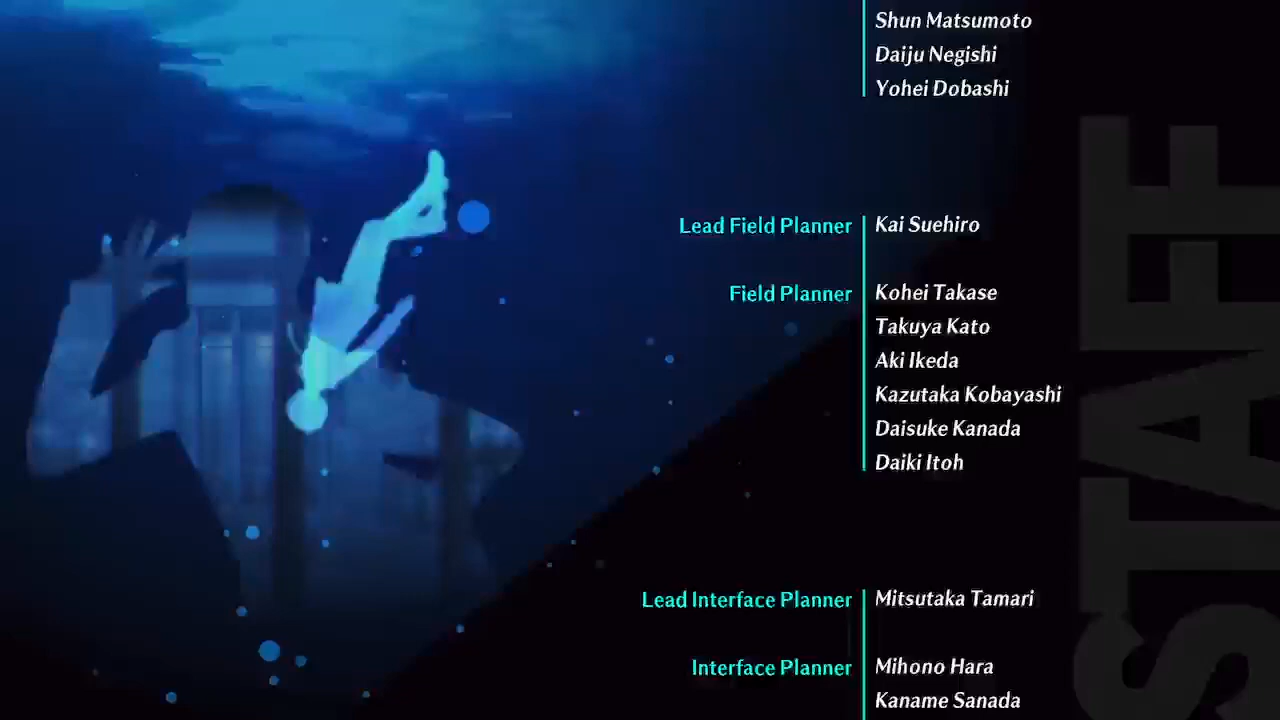 Shun Matsumoto
Daiju Negishi
Yohei Dobashi
Lead Field Planner Kai Suehiro
Field Planner Kohei Takase
Takuya Kato
Aki Ikeda
Kazutaka Kobayashi
Daisuke Kanada
Daiki Itoh
Lead Interface Planner Mitsutaka Tamari
Interface Planner Mihono Hara
Kaname Sanada
STAFF